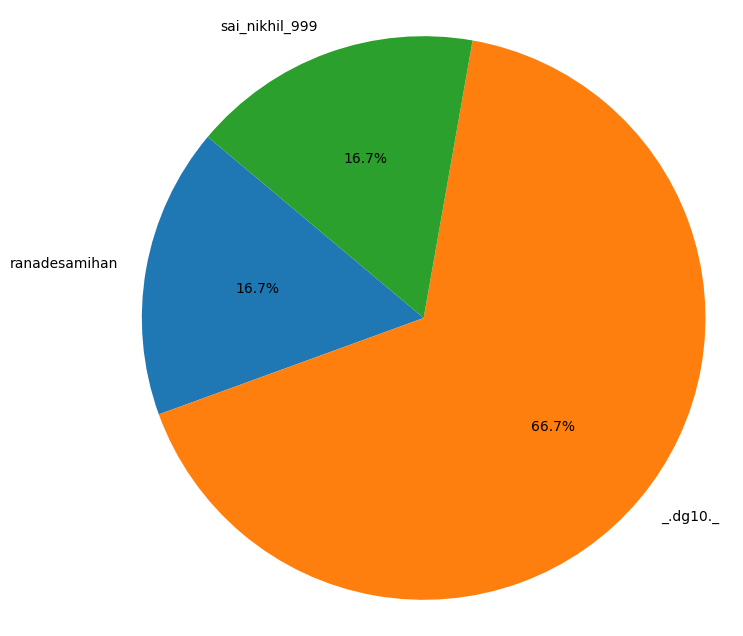 sai_nikhil_999
16.7%
ranadesamihan
16.7%
66.7%
_.dg10._